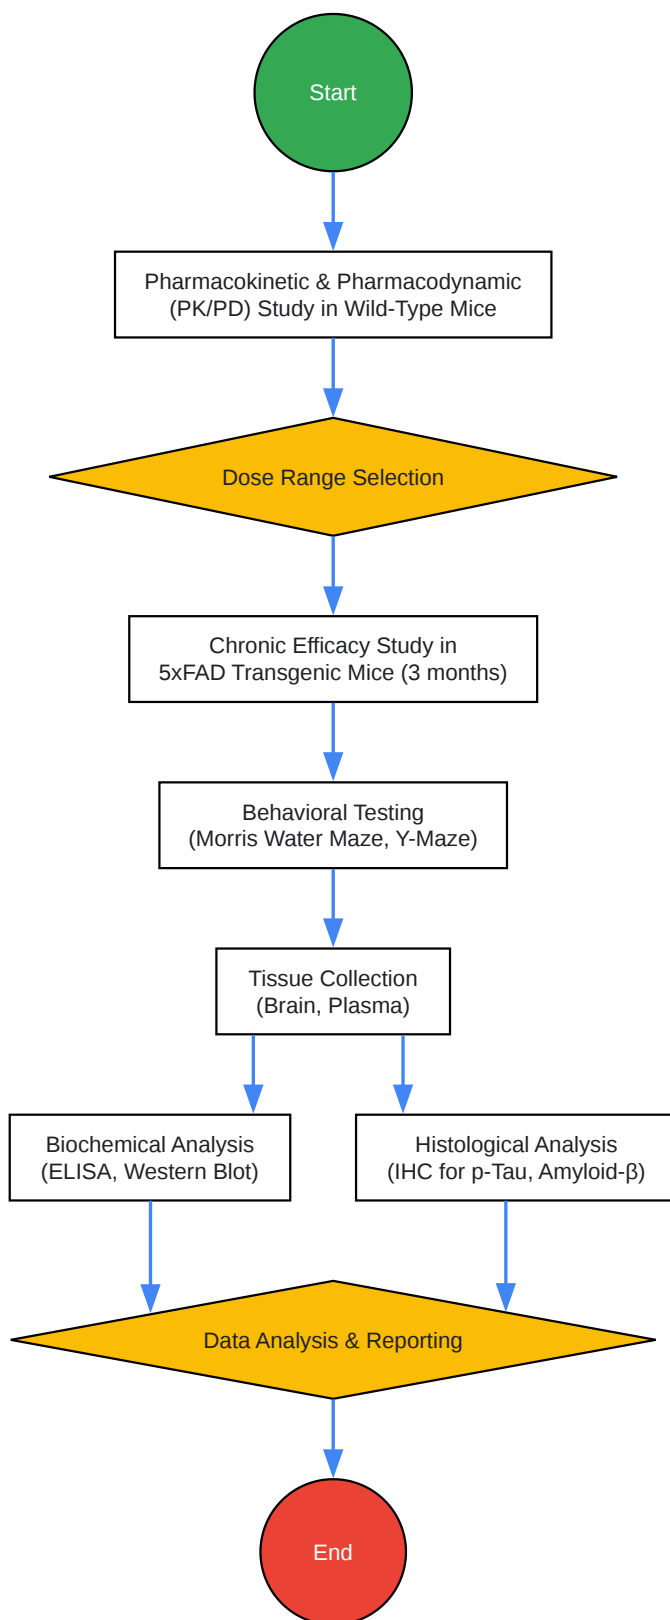 Start
Pharmacokinetic & Pharmacodynamic
(PK/PD) Study in Wild-Type Mice
Dose Range Selection
Chronic Efficacy Study in
5xFAD Transgenic Mice (3 months)
Behavioral Testing
(Morris Water Maze, Y-Maze)
Tissue Collection
(Brain, Plasma)
Biochemical Analysis
(ELISA, Western Blot)
Histological Analysis
(IHC for p-Tau, Amyloid-β)
Data Analysis & Reporting
End